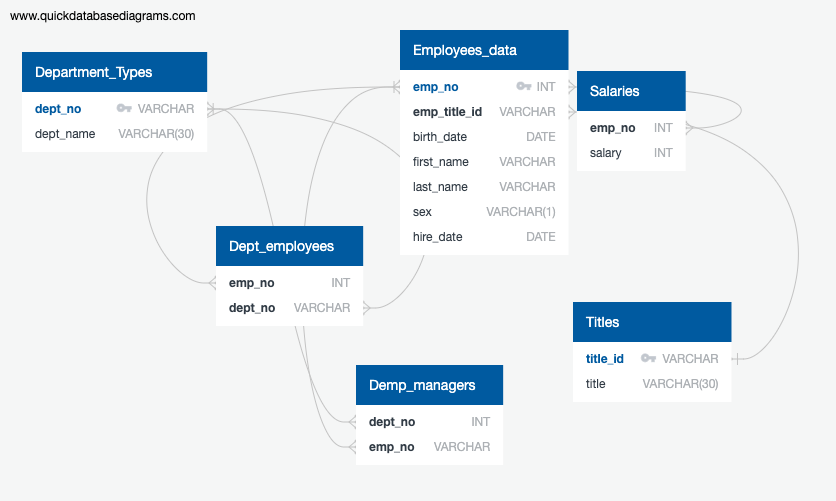 www.quickdatabasediagrams.com
Department_Types
dept_no VARCHAR
dept_name VARCHAR(30)
Employees_data
emp_no INT
emp_title_id VARCHAR
birth_date DATE
first_name VARCHAR
last_name VARCHAR
sex VARCHAR(1)
hire_date DATE
Salaries
emp_no INT
salary INT
Dept_employees
emp_no INT
dept_no VARCHAR
Titles
title_id VARCHAR
title VARCHAR(30)
Demp_managers
dept_no INT
emp_no VARCHAR